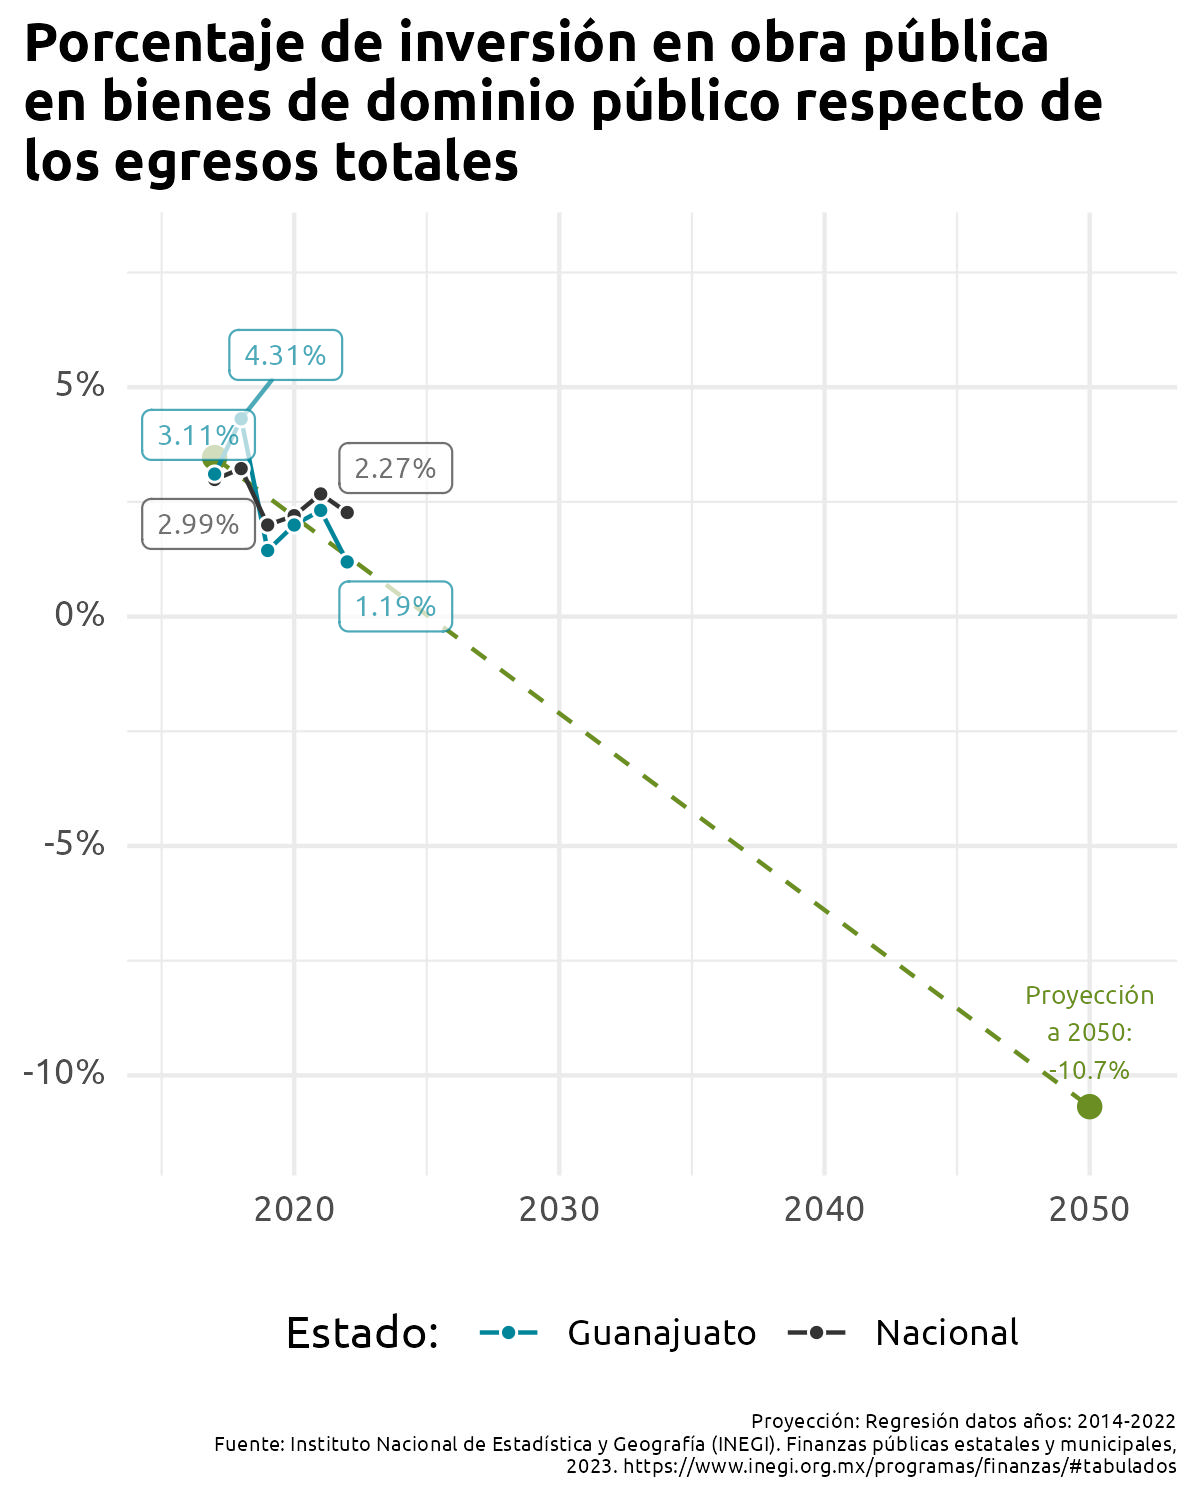 Porcentaje de inversión en obra pública
en bienes de dominio público respecto de
los egresos totales
4.31%
5%
3.11%
2.27%
2.99%
1.19%
0%
-5%
Proyección
a 2050:
-10.7%
-10%
2020 2030 2040 2050
Estado: Guanajuato Nacional
Proyección: Regresión datos años: 2014-2022
Fuente: Instituto Nacional de Estadística y Geografía (INEGI). Finanzas públicas estatales y municipales,
2023. https://www.inegi.org.mx/programas/finanzas/#tabulados